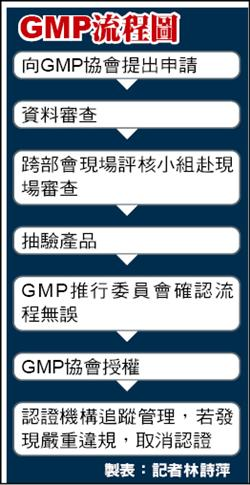 GMP流程圖
向GMP協會提出申請
資料審查
跨部會現場評核小組赴現
場審查
抽驗產品
GMP推行委員會確認流
程無誤
GMP協會授權
認證機構追蹤管理，若發
現嚴重違規，取消認證
製表：記者林詩萍